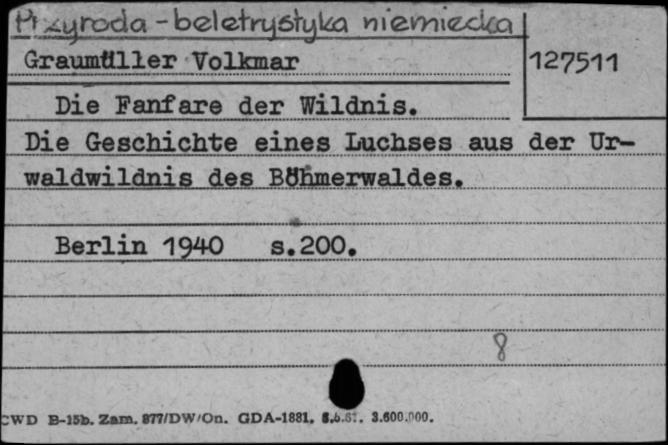 Przyroda - beletrystyka niemiecka
Graumüller Volkmar
127511
Die Fanfare der Wildnis.
Die Geschichte eines Luchses aus der Ur-
waldwildnis des Böhmerwaldes.
Berlin 1940 s.200.
8
CWD B-15b. Zam. 877/DW/On. GDA-1881. 3.600.000.